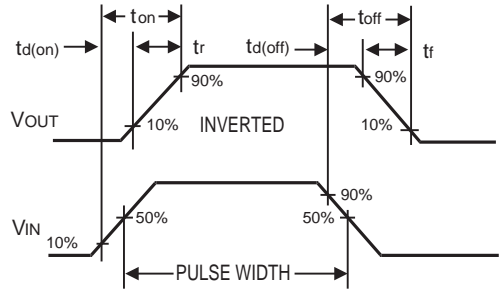 ton
toff
td(on)
tr
td(off)
tf
90%
90%
VOUT
10%
INVERTED
10%
90%
VIN
50%
50%
10%
PULSE WIDTH